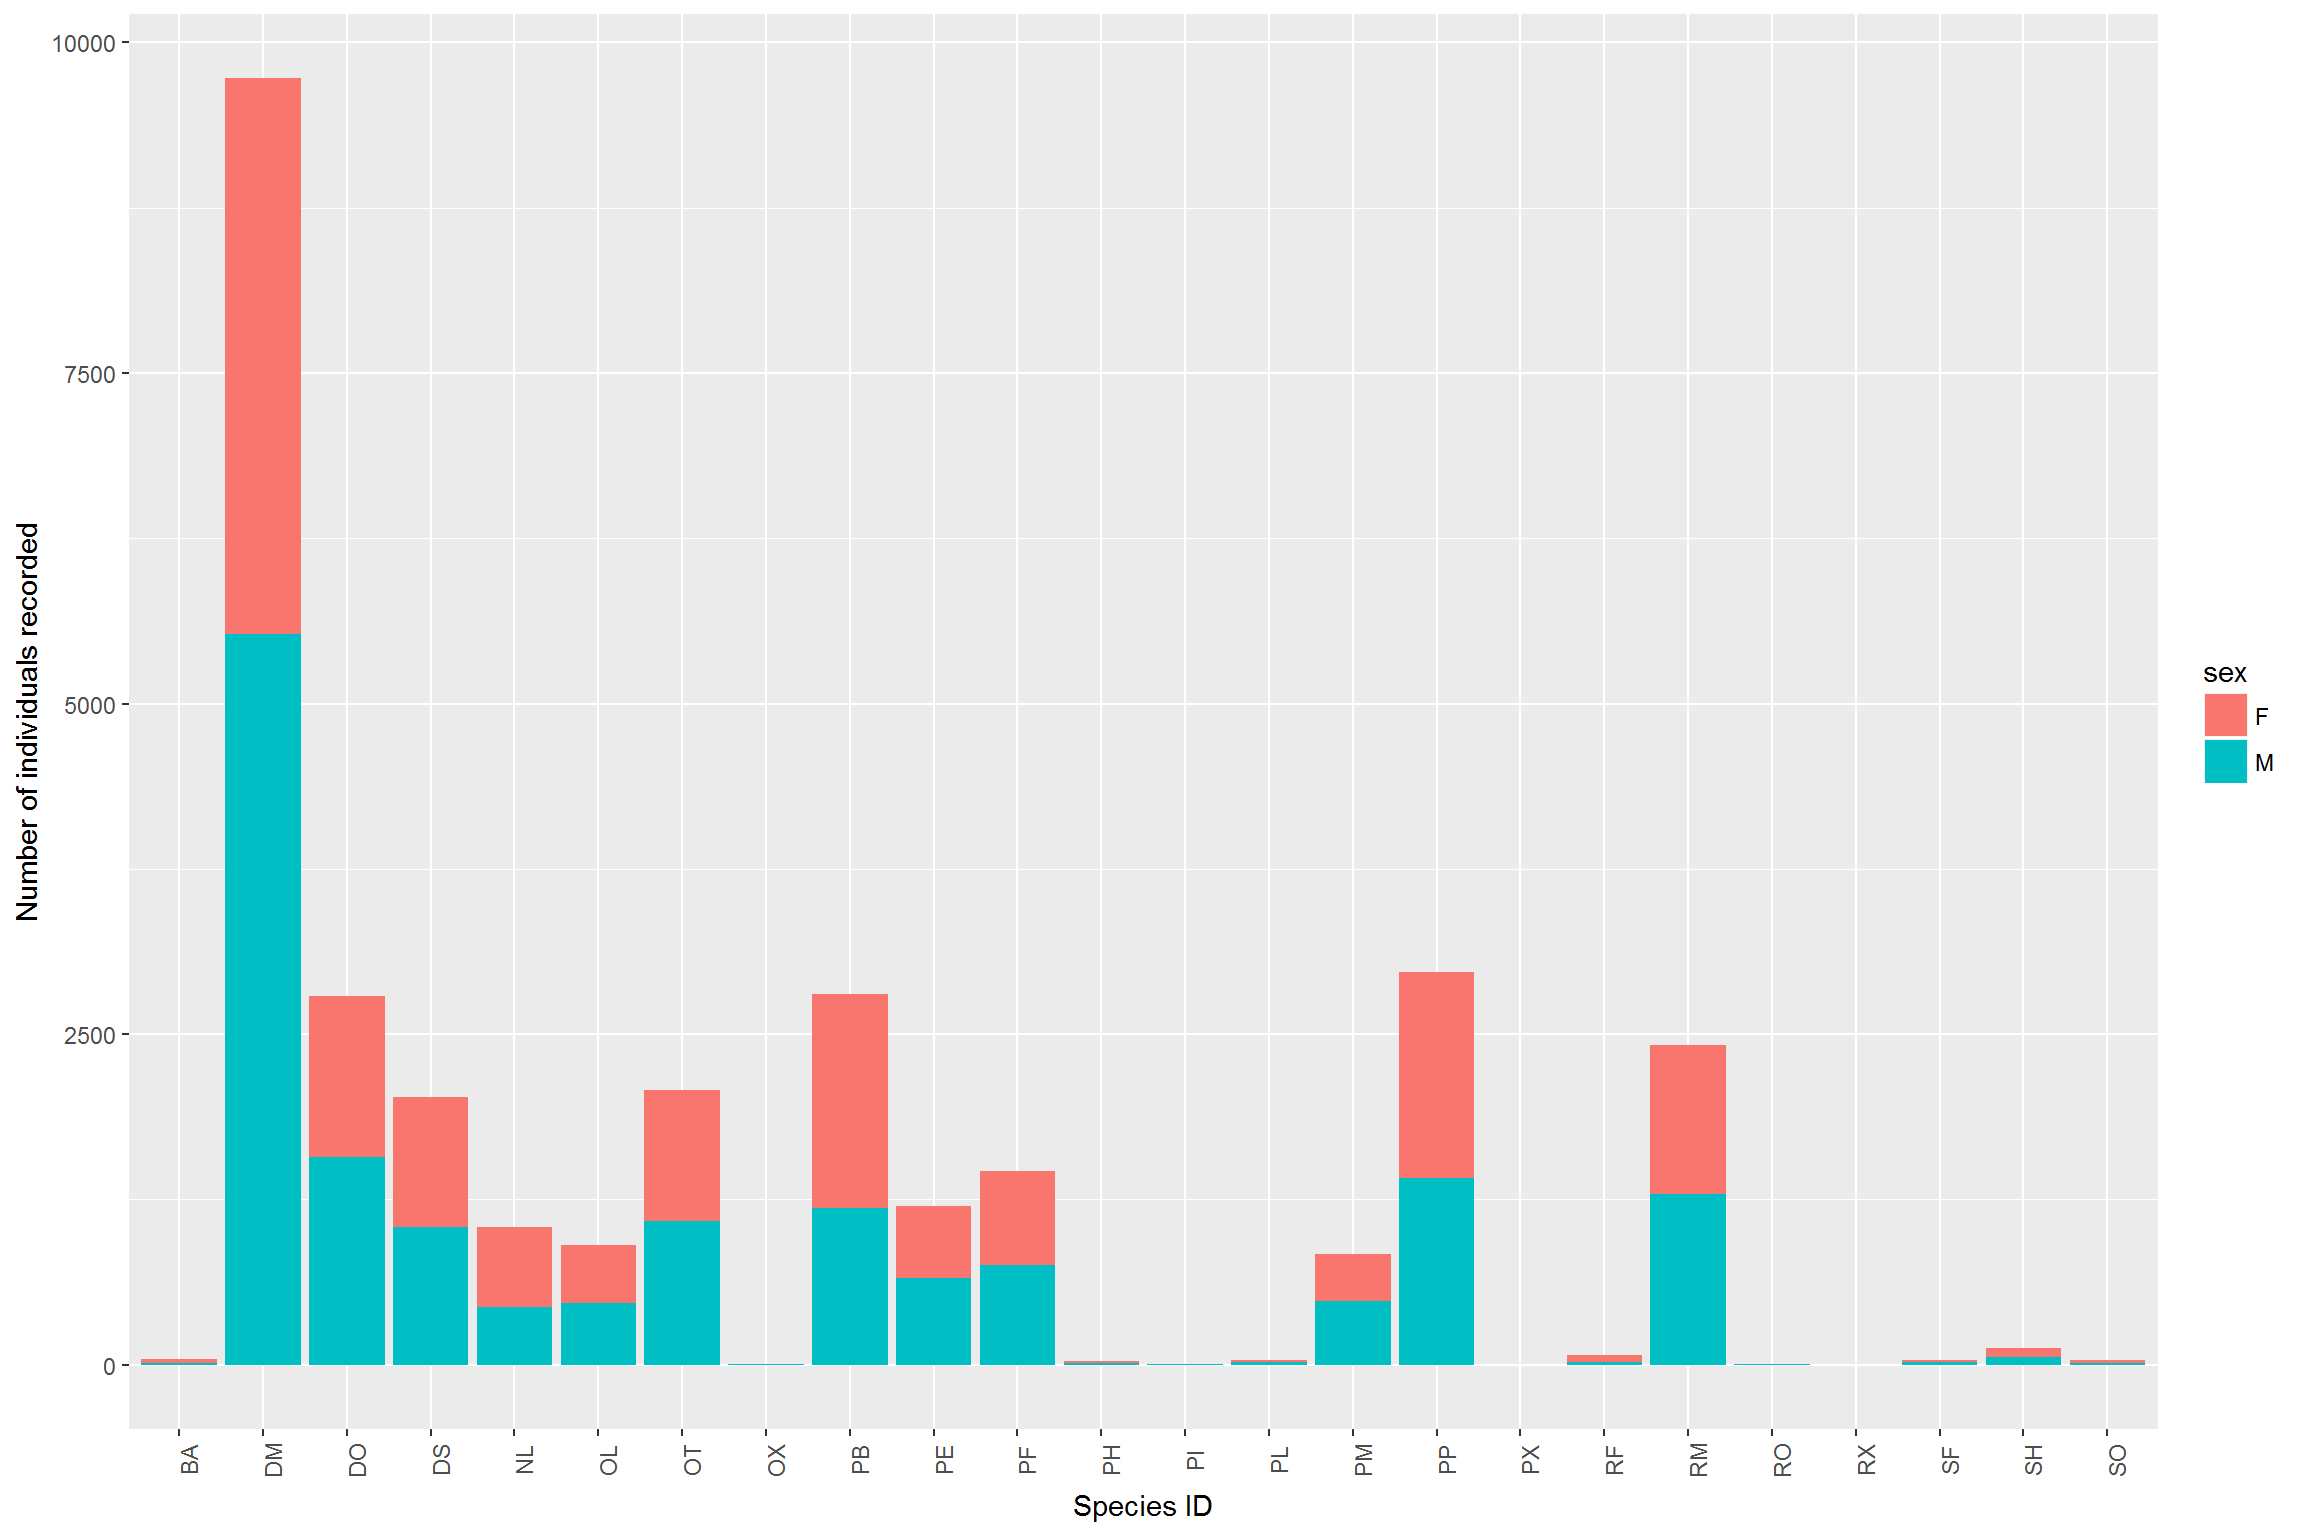 Number of individuals recorded
10000
7500
5000
2500
0
BA DM DO DS NL OL OT OX PB PE PF PH PI PL PM PP PX RF RM RO RX SF SH SO
Species ID
sex
F
M